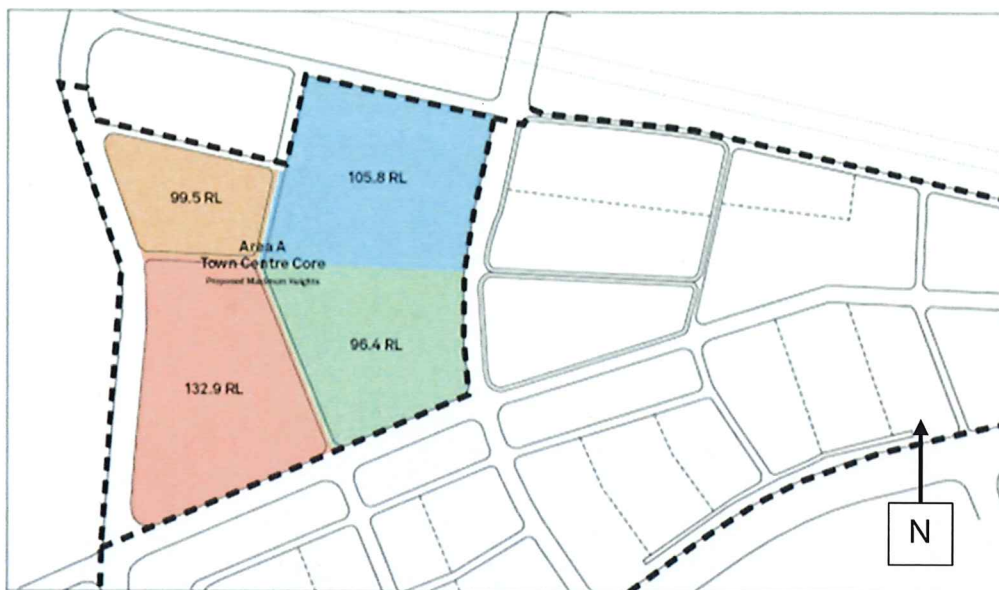 105.8 RL
99.5 RL
Area A
Town Centre Core
Proposed Maximum Heights
96.4 RL
132.9 RL
N